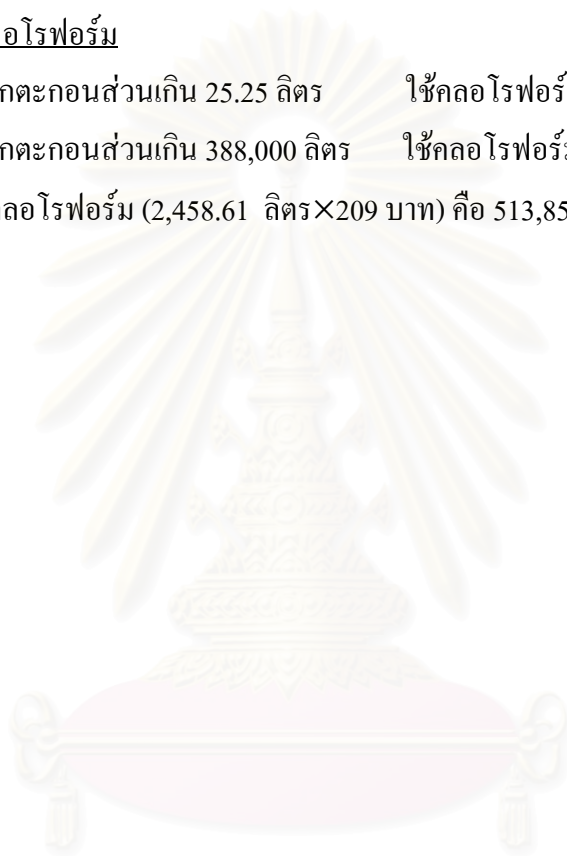 อโรฟอร์ม
กตะกอนส่วนเกิน 25.25 ลิตร ใช้คลอโรฟอร์
กตะกอนส่วนเกิน 388,000 ลิตร ใช้คลอโรฟอร์ม
ลอโรฟอร์ม (2,458.61 ลิตร×209 บาท) คือ 513,85